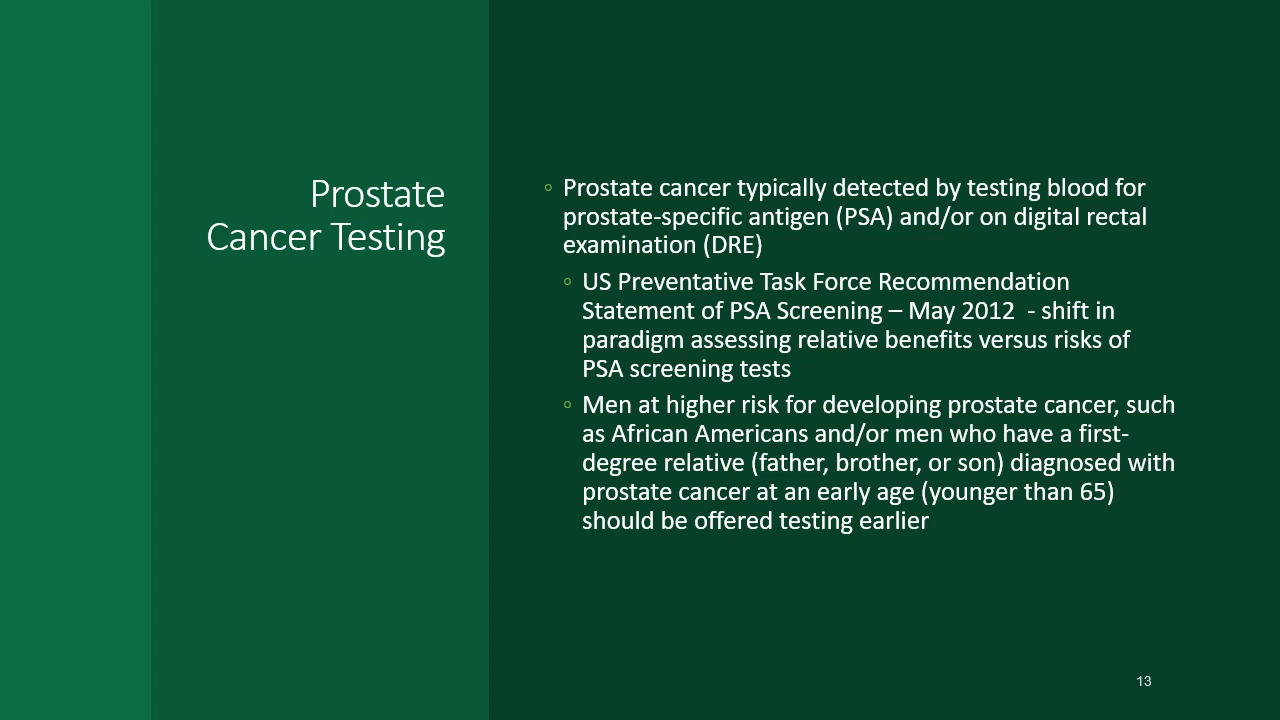 Prostate
Cancer Testing
◦ Prostate cancer typically detected by testing blood for
prostate-specific antigen (PSA) and/or on digital rectal
examination (DRE)
◦ US Preventative Task Force Recommendation
Statement of PSA Screening – May 2012  - shift in
paradigm assessing relative benefits versus risks of
PSA screening tests
◦ Men at higher risk for developing prostate cancer, such
as African Americans and/or men who have a first-
degree relative (father, brother, or son) diagnosed with
prostate cancer at an early age (younger than 65)
should be offered testing earlier
13